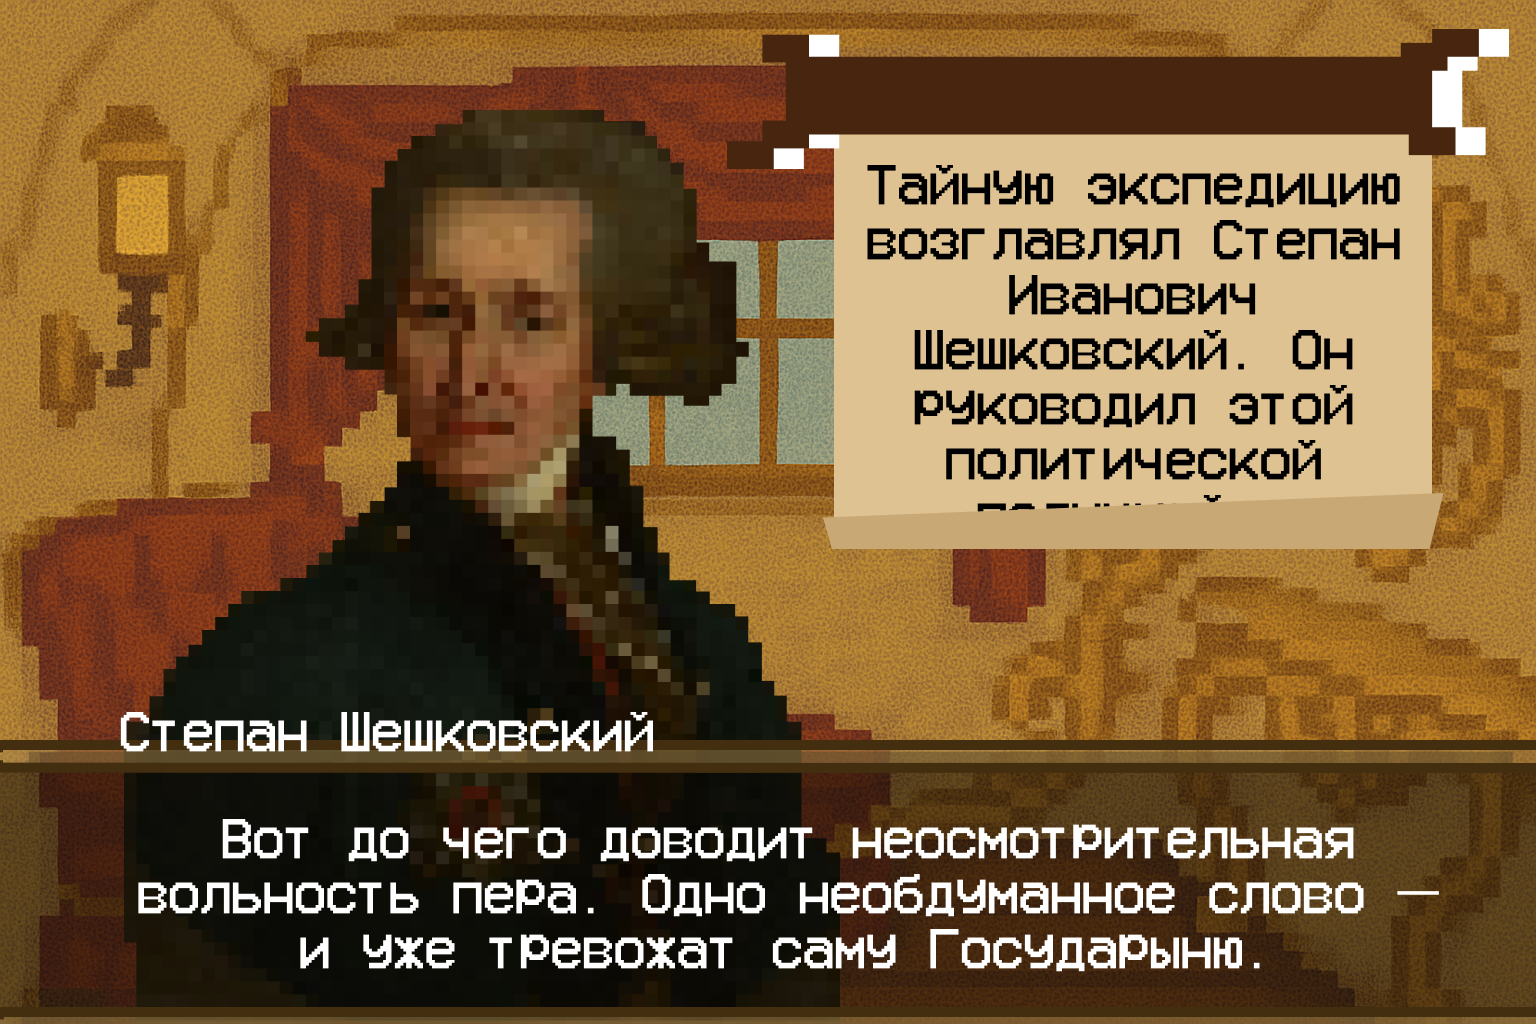 Тайную экспедицию
возглавлял Степан
Иванович
Шешковский. Он
руководил этой
политической
Степан Шешковский
Вот до чего доводит неосмотрительная
вольность пера. Одно необдуманное слово —
и уже тревожат саму Государыню.